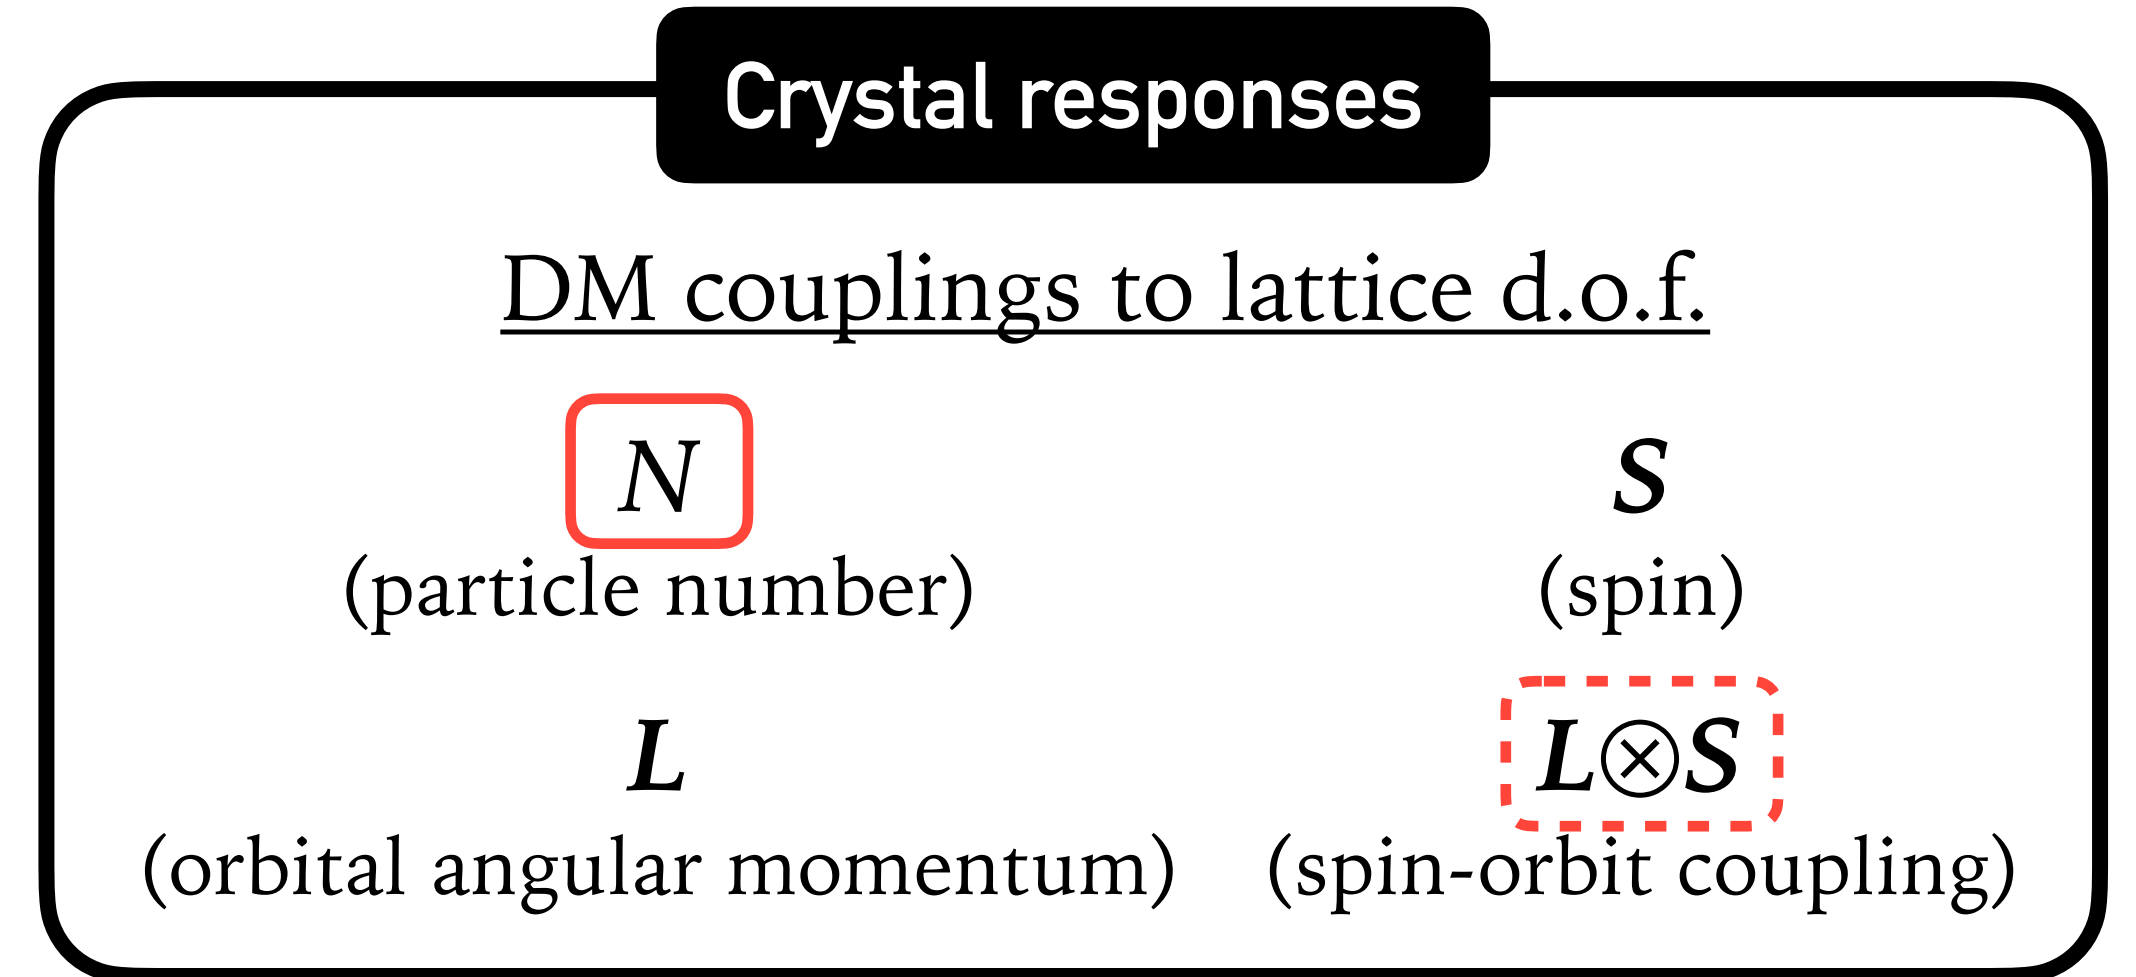 Crystal responses
DM couplings to lattice d.o.f.
N S
(particle number) (spin)
L L⊗S
(orbital angular momentum) (spin-orbit coupling)